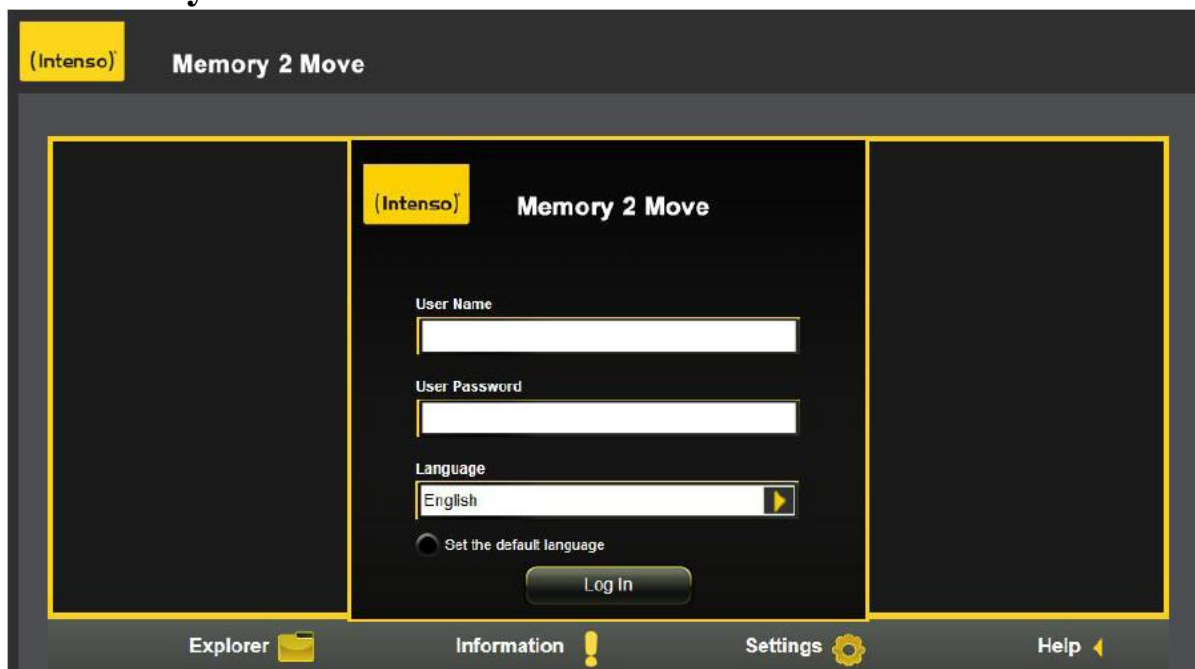 (Intenso)
Memory 2 Move
(Intenso)
Memory 2 Move
User Name
User Password
Language
English
Set the default language
Log In
Explorer
Information
Settings
Help